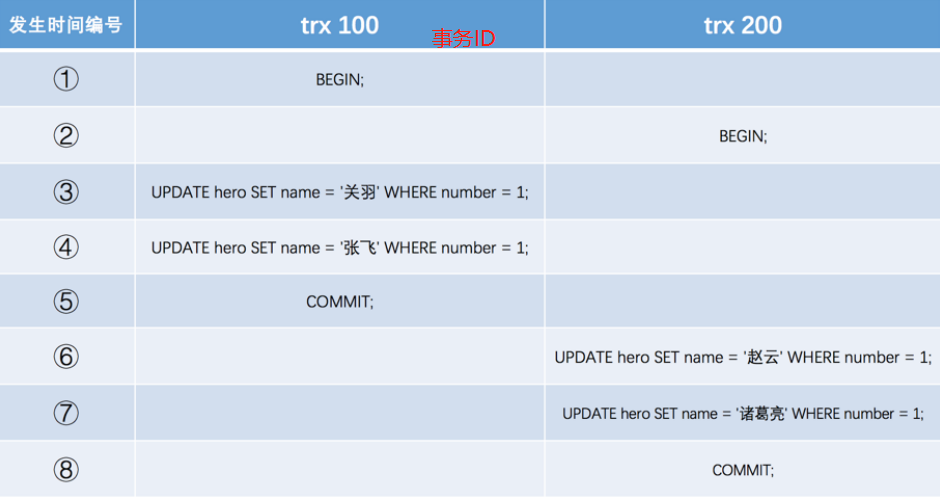 发生时间编号 trx 100 trx 200
事务ID
① BEGIN;
② BEGIN;
③ UPDATE hero SET name = '关羽' WHERE number = 1;
④ UPDATE hero SET name = '张飞' WHERE number = 1;
⑤ COMMIT;
⑥ UPDATE hero SET name = '赵云' WHERE number = 1;
⑦ UPDATE hero SET name = '诸葛亮' WHERE number = 1;
⑧ COMMIT;